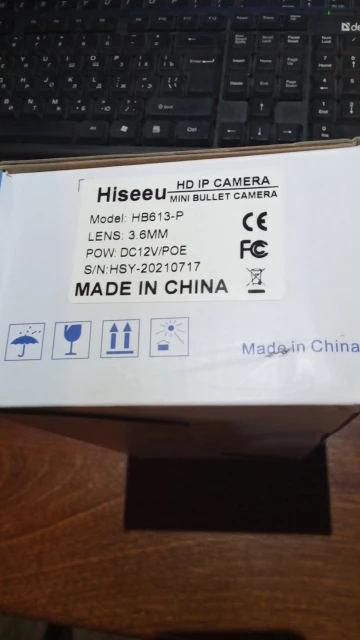 Hiseeu HD IP CAMERA
MINI BULLET CAMERA
Model: HB613-P
LENS: 3.6MM
POW: DC12V/POE
S/N:HSY-20210717
MADE IN CHINA
CE
FC
Made in China